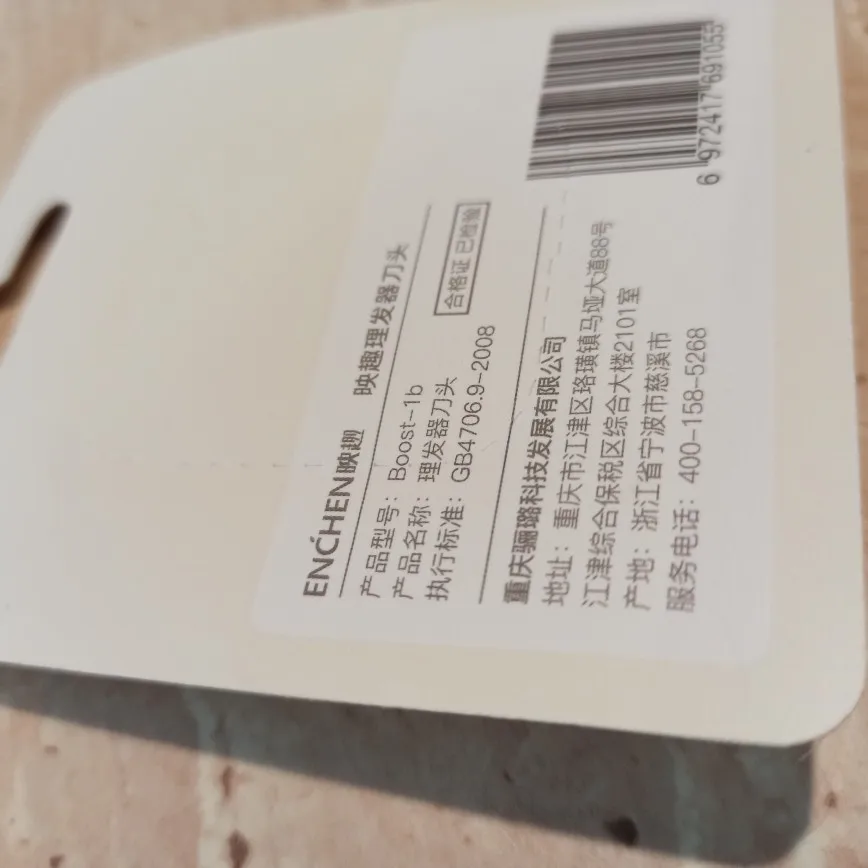 ENCHEN映趣 映趣理发器刀头
产品型号：Boost-1b
产品名称：理发器刀头
执行标准：GB4706.9-2008
合格证 已检验
重庆骊璐科技发展有限公司
地址：重庆市江津区珞璜镇马垭大道88号
江津综合保税区综合大楼2101室
产地：浙江省宁波市慈溪市
服务电话：400-158-5268
6 972417 691055